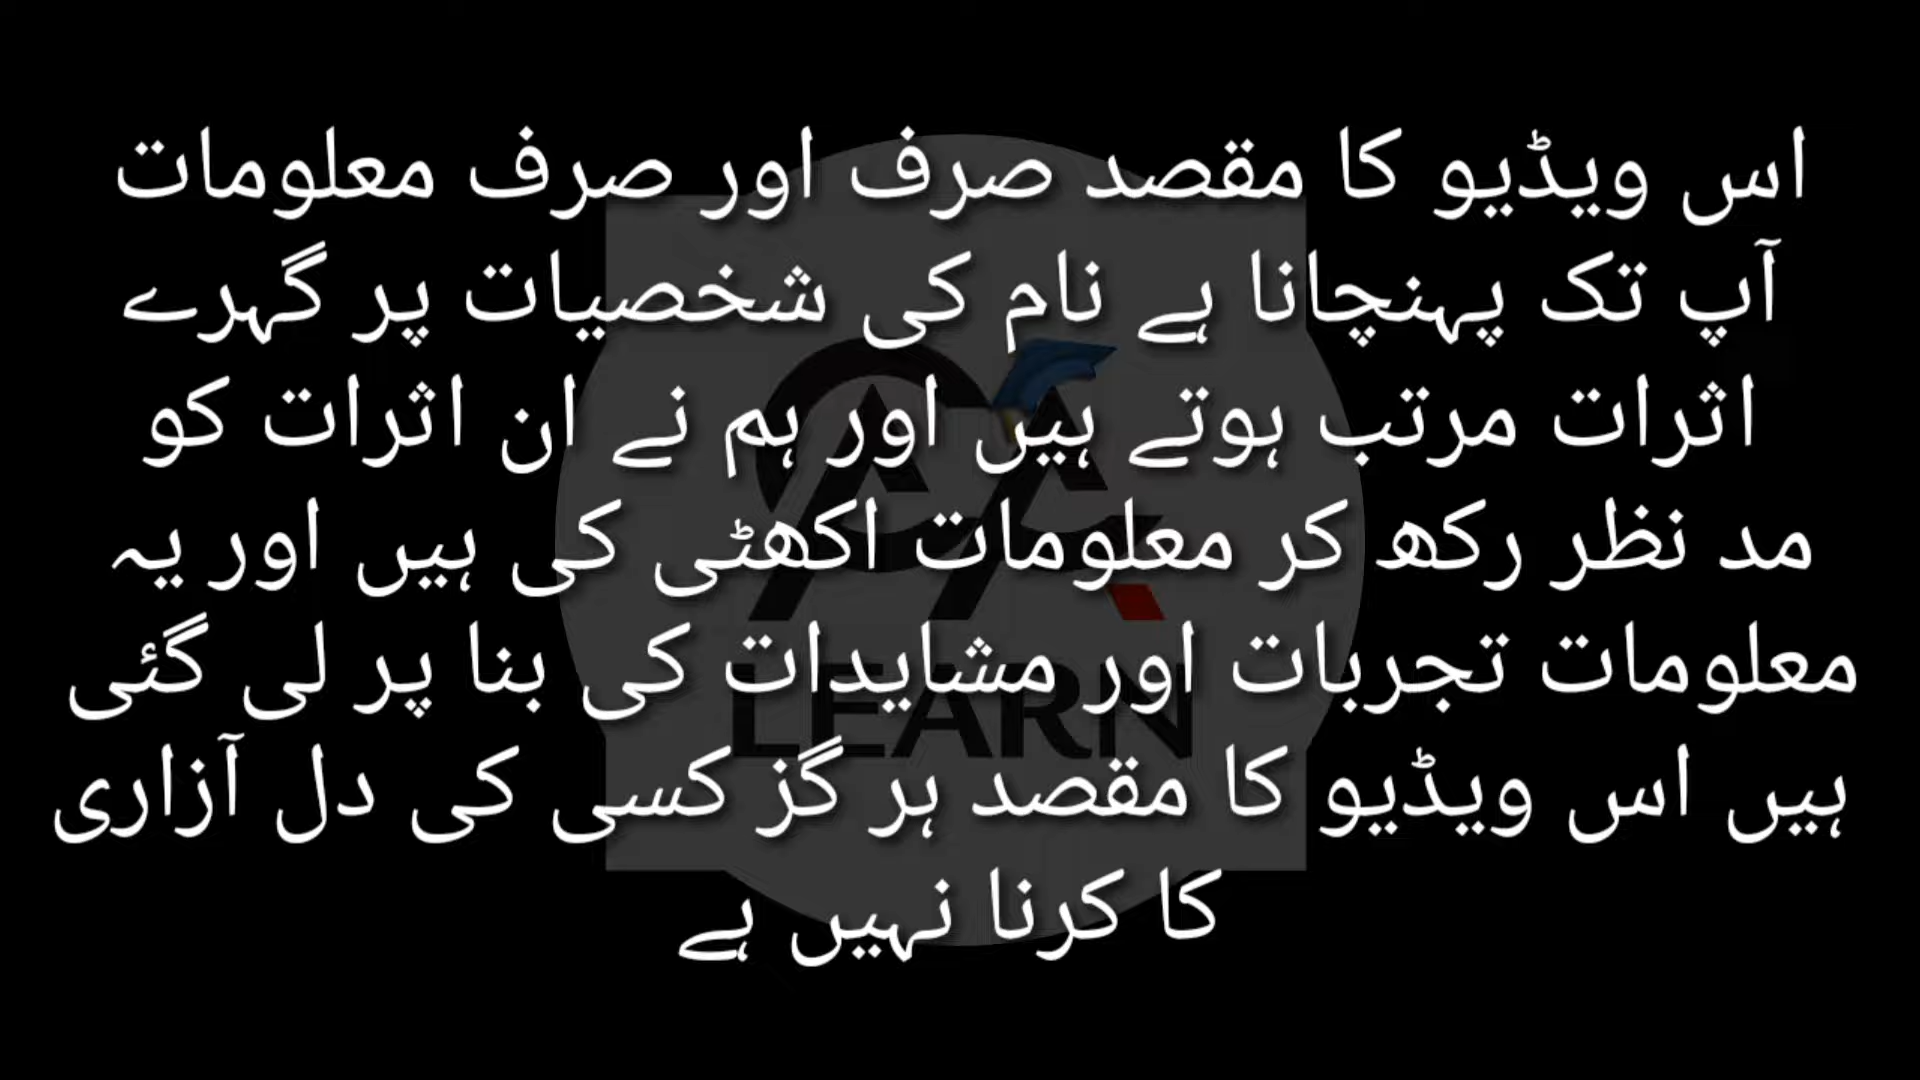 اس ویڈیو کا مقصد صرف اور صرف معلومات
آپ تک پہنچانا ہے نام کی شخصیات پر گہرے
اثرات مرتب ہوتے ہیں اور ہم نے ان اثرات کو
مد نظر رکھ کر معلومات اکھٹی کی ہیں اور یہ
معلومات تجربات اور مشایدات کی بنا پر لی گئی
ہیں اس ویڈیو کا مقصد ہر گز کسی کی دل آزاری
کا کرنا نہیں ہے
LEARN